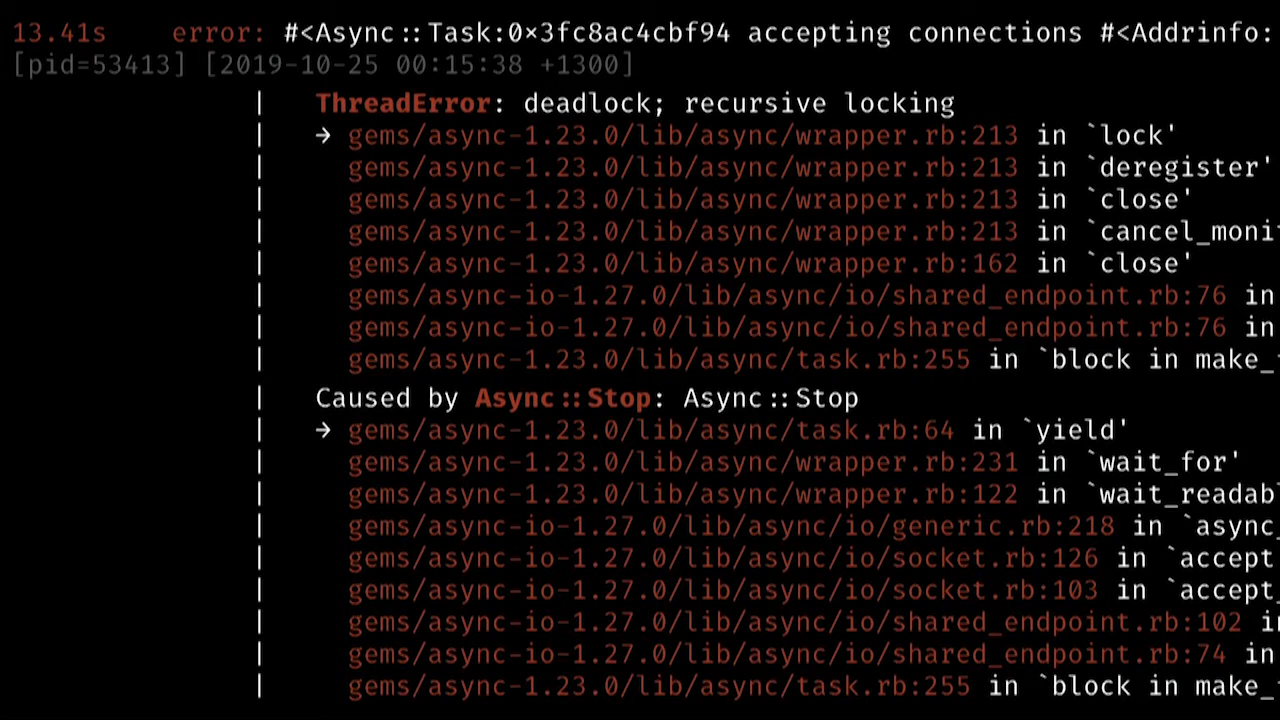 13.41s    error: #<Async::Task:0x3fc8ac4cbf94 accepting connections #<Addrinfo:
[pid=53413] [2019-10-25 00:15:38 +1300]
| ThreadError: deadlock; recursive locking
| → gems/async-1.23.0/lib/async/wrapper.rb:213 in `lock'
| gems/async-1.23.0/lib/async/wrapper.rb:213 in `deregister'
| gems/async-1.23.0/lib/async/wrapper.rb:213 in `close'
| gems/async-1.23.0/lib/async/wrapper.rb:213 in `cancel_moni
| gems/async-1.23.0/lib/async/wrapper.rb:162 in `close'
| gems/async-io-1.27.0/lib/async/io/shared_endpoint.rb:76 in
| gems/async-io-1.27.0/lib/async/io/shared_endpoint.rb:76 in
| gems/async-1.23.0/lib/async/task.rb:255 in `block in make_
| Caused by Async::Stop: Async::Stop
| → gems/async-1.23.0/lib/async/task.rb:64 in `yield'
| gems/async-1.23.0/lib/async/wrapper.rb:231 in `wait_for'
| gems/async-1.23.0/lib/async/wrapper.rb:122 in `wait_readab
| gems/async-io-1.27.0/lib/async/io/generic.rb:218 in `async_
| gems/async-io-1.27.0/lib/async/io/socket.rb:126 in `accept
| gems/async-io-1.27.0/lib/async/io/socket.rb:103 in `accept_
| gems/async-io-1.27.0/lib/async/io/shared_endpoint.rb:102 in
| gems/async-io-1.27.0/lib/async/io/shared_endpoint.rb:74 in
| gems/async-1.23.0/lib/async/task.rb:255 in `block in make_